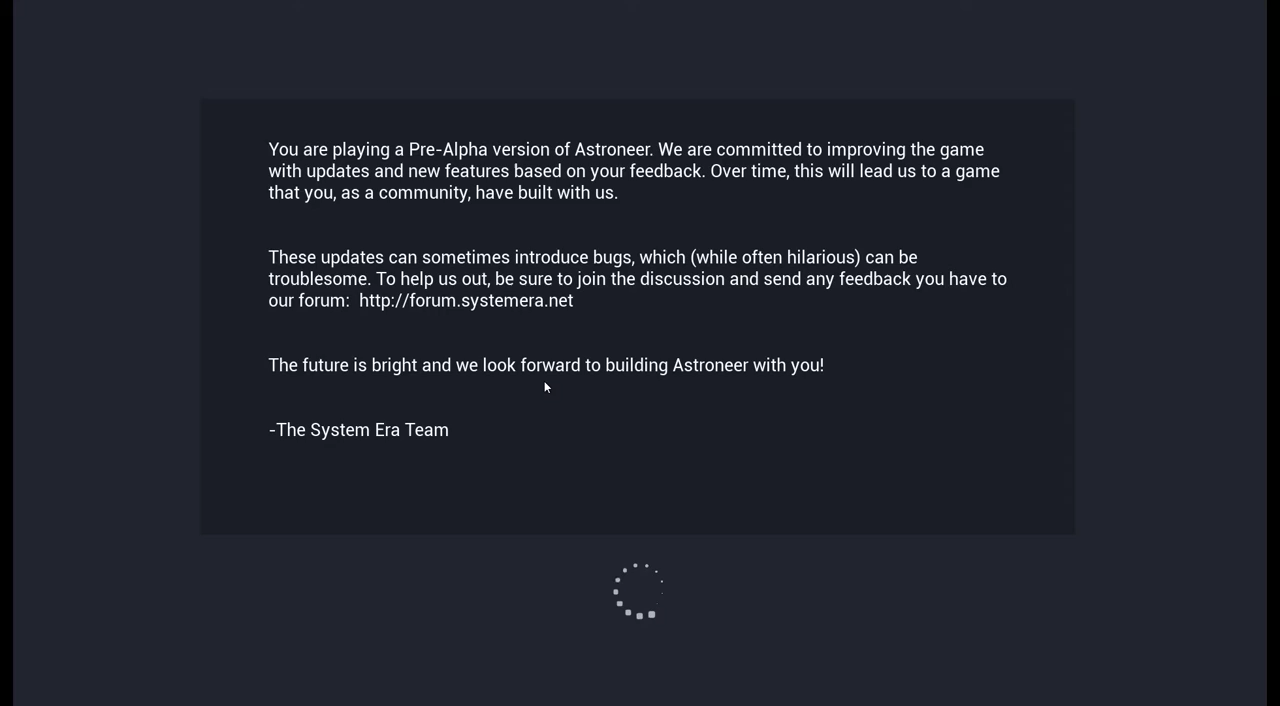 You are playing a Pre-Alpha version of Astroneer. We are committed to improving the game
with updates and new features based on your feedback. Over time, this will lead us to a game
that you, as a community, have built with us.
These updates can sometimes introduce bugs, which (while often hilarious) can be
troublesome. To help us out, be sure to join the discussion and send any feedback you have to
our forum:  http://forum.systemera.net
The future is bright and we look forward to building Astroneer with you!
-The System Era Team